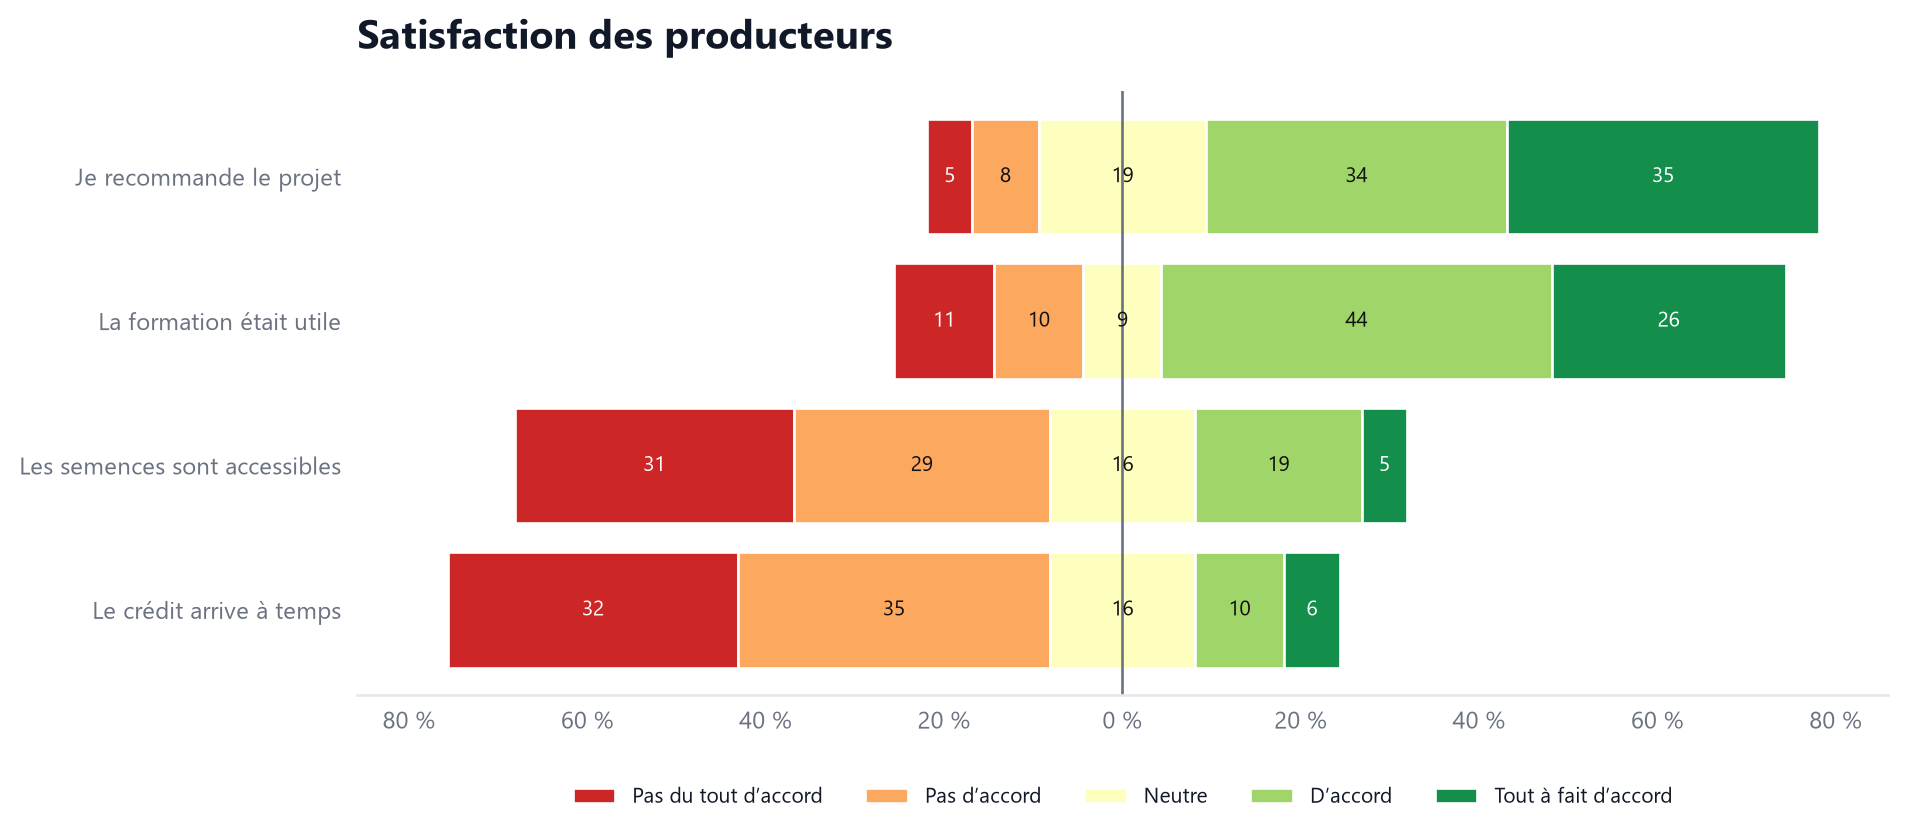 Satisfaction des producteurs
Je recommande le projet
5 8 19 34 35
La formation était utile
11 10 9 44 26
Les semences sont accessibles
31 29 16 19 5
Le crédit arrive à temps
32 35 16 10 6
80 % 60 % 40 % 20 % 0 % 20 % 40 % 60 % 80 %
Pas du tout d’accord Pas d’accord Neutre D’accord Tout à fait d’accord